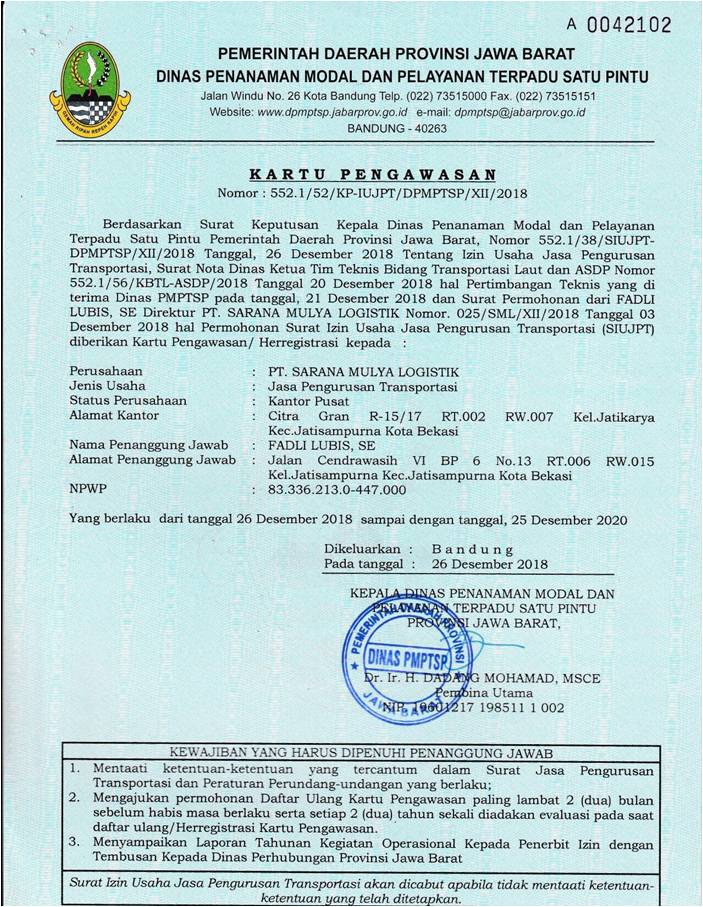 A 0042102
PEMERINTAH DAERAH PROVINSI JAWA BARAT
DINAS PENANAMAN MODAL DAN PELAYANAN TERPADU SATU PINTU
Jalan Windu No. 26 Kota Bandung Telp. (022) 73515000 Fax. (022) 73515151
Website: www.dpmptsp.jabarprov.go.id e-mail: dpmptsp@jabarprov.go.id
BANDUNG - 40263
GEMAH RIPAH REPEH RAPIH
KARTU PENGAWASAN
Nomor : 552.1/52/KP-IUJPT/DPMPTSP/XII/2018
Berdasarkan Surat Keputusan Kepala Dinas Penanaman Modal dan Pelayanan
Terpadu Satu Pintu Pemerintah Daerah Provinsi Jawa Barat, Nomor 552.1/38/SIUJPT-
DPMPTSP/XII/2018 Tanggal, 26 Desember 2018 Tentang Izin Usaha Jasa Pengurusan
Transportasi, Surat Nota Dinas Ketua Tim Teknis Bidang Transportasi Laut dan ASDP Nomor
552.1/56/KBTL-ASDP/2018 Tanggal 20 Desember 2018 hal Pertimbangan Teknis yang di
terima Dinas PMPTSP pada tanggal, 21 Desember 2018 dan Surat Permohonan dari FADLI
LUBIS, SE Direktur PT. SARANA MULYA LOGISTIK Nomor. 025/SML/XII/2018 Tanggal 03
Desember 2018 hal Permohonan Surat Izin Usaha Jasa Pengurusan Transportasi (SIUJPT)
diberikan Kartu Pengawasan/ Herregistrasi kepada :
Perusahaan : PT. SARANA MULYA LOGISTIK
Jenis Usaha : Jasa Pengurusan Transportasi
Status Perusahaan : Kantor Pusat
Alamat Kantor : Citra Gran R-15/17 RT.002 RW.007 Kel.Jatikarya
Kec.Jatisampurna Kota Bekasi
Nama Penanggung Jawab : FADLI LUBIS, SE
Alamat Penanggung Jawab : Jalan Cendrawasih VI BP 6 No.13 RT.006 RW.015
Kel.Jatisampurna Kec.Jatisampurna Kota Bekasi
NPWP : 83.336.213.0-447.000
Yang berlaku dari tanggal 26 Desember 2018 sampai dengan tanggal, 25 Desember 2020
Dikeluarkan : Bandung
Pada tanggal : 26 Desember 2018
KEPALA DINAS PENANAMAN MODAL DAN
PELAYANAN TERPADU SATU PINTU
PROVINSI JAWA BARAT,
PEMERINTAH DAERAH PROVINSI
DINAS PMPTSP
JAWA BARAT
Dr. Ir. H. DADANG MOHAMAD, MSCE
Pembina Utama
NIP. 19601217 198511 1 002
KEWAJIBAN YANG HARUS DIPENUHI PENANGGUNG JAWAB
1. Mentaati ketentuan-ketentuan yang tercantum dalam Surat Jasa Pengurusan
Transportasi dan Peraturan Perundang-undangan yang berlaku;
2. Mengajukan permohonan Daftar Ulang Kartu Pengawasan paling lambat 2 (dua) bulan
sebelum habis masa berlaku serta setiap 2 (dua) tahun sekali diadakan evaluasi pada saat
daftar ulang/Herregistrasi Kartu Pengawasan.
3. Menyampaikan Laporan Tahunan Kegiatan Operasional Kepada Penerbit Izin dengan
Tembusan Kepada Dinas Perhubungan Provinsi Jawa Barat
Surat Izin Usaha Jasa Pengurusan Transportasi akan dicabut apabila tidak mentaati ketentuan-
ketentuan yang telah ditetapkan.